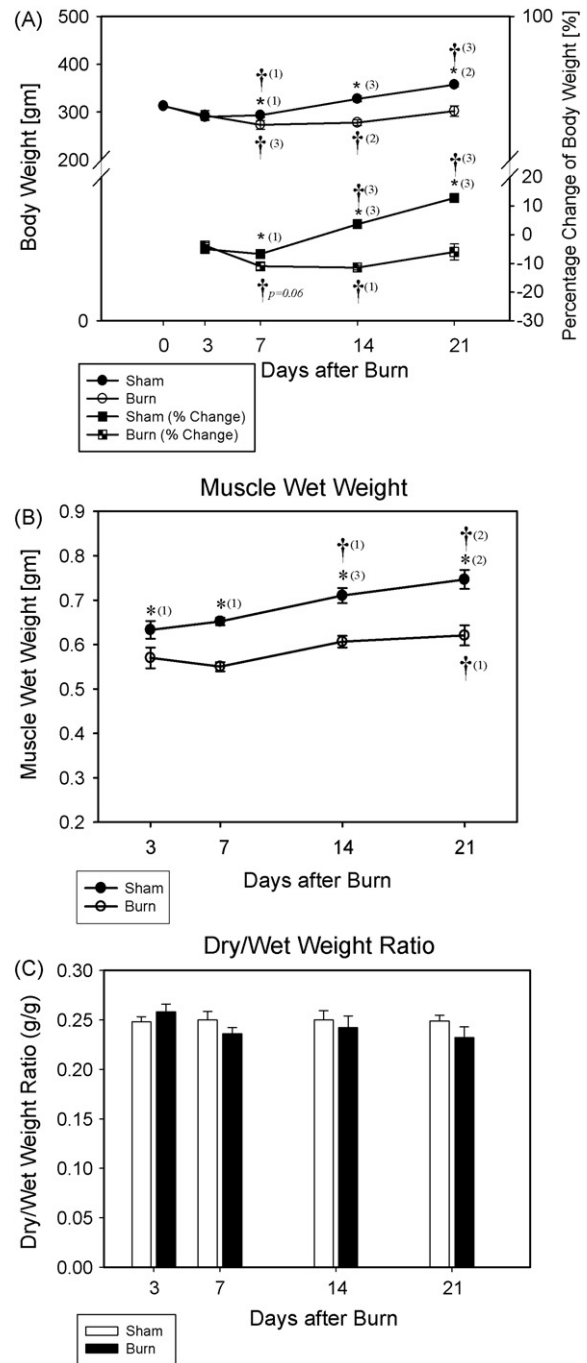 (A)
500
400
300
200
0
Body Weight [gm]
100
20
10
0
-10
-20
-30
Percentage Change of Body Weight [%]
†(1)
*(1)
*(3)
†(3)
*(2)
†(3)
†(2)
†(3)
*(1)
†(3)
*(3)
*(3)
†p=0.06
†(1)
0 3 7 14 21
Days after Burn
Sham
Burn
Sham (% Change)
Burn (% Change)
Muscle Wet Weight
(B)
0.9
0.8
0.7
0.6
0.5
0.4
0.3
0.2
Muscle Wet Weight [gm]
*(1)
*(1)
†(1)
*(3)
†(2)
*(2)
†(1)
3 7 14 21
Days after Burn
Sham
Burn
Dry/Wet Weight Ratio
(C)
0.30
0.25
0.20
0.15
0.10
0.05
0.00
Dry/Wet Weight Ratio (g/g)
3 7 14 21
Days after Burn
Sham
Burn